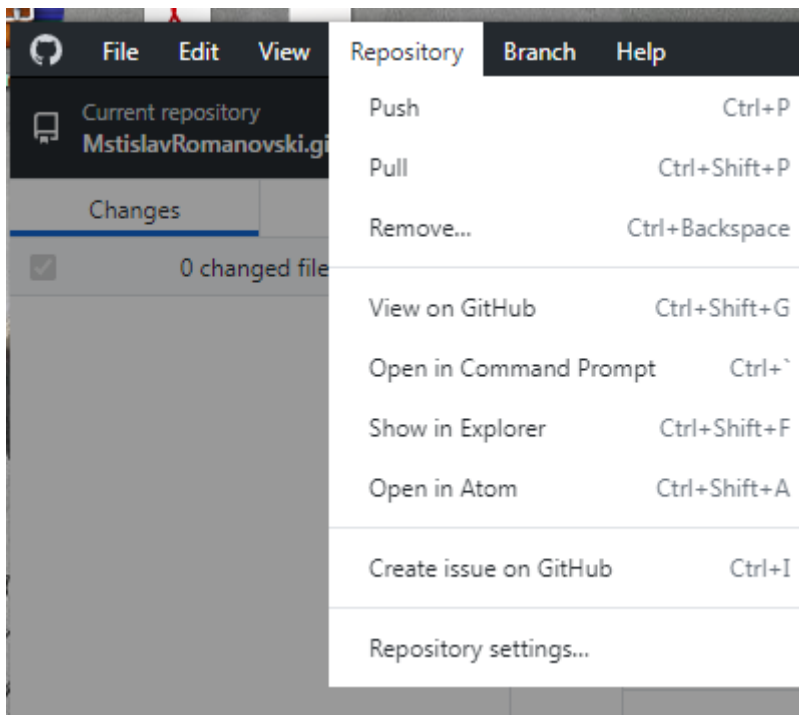 File Edit View Repository Branch Help
Current repository
MstislavRomanovski.gi
Changes
0 changed file
Push Ctrl+P
Pull Ctrl+Shift+P
Remove... Ctrl+Backspace
View on GitHub Ctrl+Shift+G
Open in Command Prompt Ctrl+`
Show in Explorer Ctrl+Shift+F
Open in Atom Ctrl+Shift+A
Create issue on GitHub Ctrl+I
Repository settings...